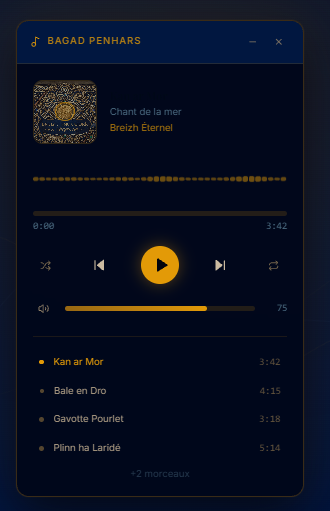 BAGAD PENHARS
Chant de la mer
Breizh Éternel
0:00 3:42
75
Kan ar Mor 3:42
Bale en Dro 4:15
Gavotte Pourlet 3:18
Plinn ha Laridé 5:14
+2 morceaux